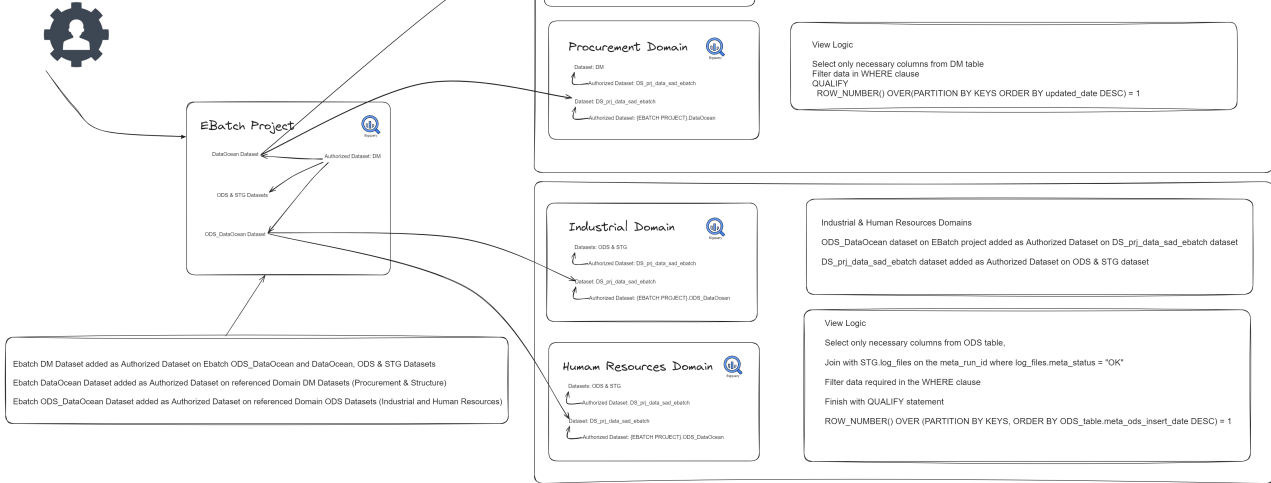 Procurement Domain
Bigquery
Dataset: DM
Authorized Dataset: DS_prj_data_sad_ebatch
Dataset: DS_prj_data_sad_ebatch
Authorized Dataset: {EBATCH PROJECT}.DataOcean
View Logic
Select only necessary columns from DM table
Filter data in WHERE clause
QUALIFY
ROW_NUMBER() OVER(PARTITION BY KEYS ORDER BY updated_date DESC) = 1
EBatch Project
Bigquery
DataOcean Dataset
Authorized Dataset: DM
ODS & STG Datasets
ODS_DataOcean Dataset
Industrial Domain
Bigquery
Datasets: ODS & STG
Authorized Dataset: DS_prj_data_sad_ebatch
Dataset: DS_prj_data_sad_ebatch
Authorized Dataset: {EBATCH PROJECT}.ODS_DataOcean
Industrial & Human Resources Domains
ODS_DataOcean dataset on EBatch project added as Authorized Dataset on DS_prj_data_sad_ebatch dataset
DS_prj_data_sad_ebatch dataset added as Authorized Dataset on ODS & STG dataset
Ebatch DM Dataset added as Authorized Dataset on Ebatch ODS_DataOcean and DataOcean, ODS & STG Datasets
Ebatch DataOcean Dataset added as Authorized Dataset on referenced Domain DM Datasets (Procurement & Structure)
Ebatch ODS_DataOcean Dataset added as Authorized Dataset on referenced Domain ODS Datasets (Industrial and Human Resources)
Humam Resources Domain
Bigquery
Datasets: ODS & STG
Authorized Dataset: DS_prj_data_sad_ebatch
Dataset: DS_prj_data_sad_ebatch
Authorized Dataset: {EBATCH PROJECT}.ODS_DataOcean
View Logic
Select only necessary columns from ODS table,
Join with STG.log_files on the meta_run_id where log_files.meta_status = "OK"
Filter data required in the WHERE clause
Finish with QUALIFY statement
ROW_NUMBER() OVER (PARTITION BY KEYS, ORDER BY ODS_table.meta_ods_insert_date DESC) = 1